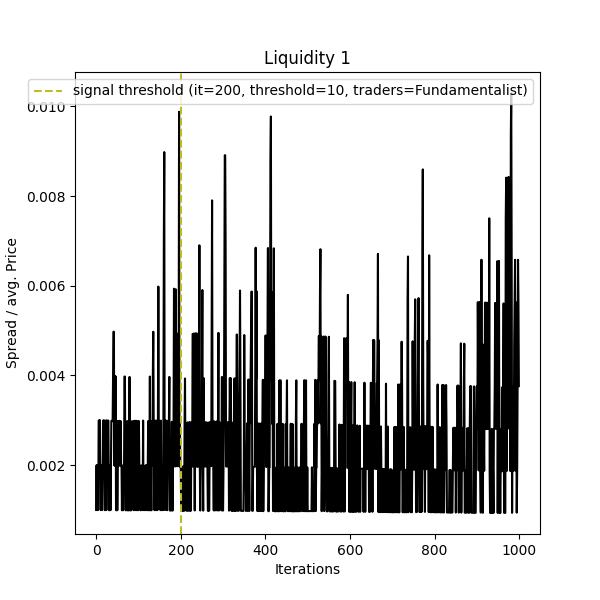 Liquidity 1
signal threshold (it=200, threshold=10, traders=Fundamentalist)
0.010
0.008
0.006
0.004
0.002
Spread / avg. Price
0 200 400 600 800 1000
Iterations